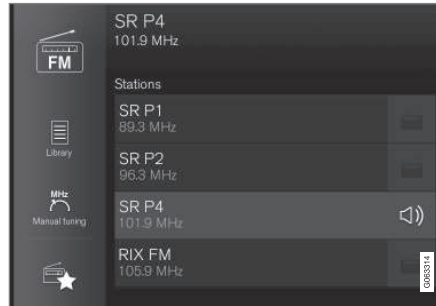 SR P4
101.9 MHz
FM
Stations
SR P1
89.3 MHz
Library
SR P2
96.3 MHz
MHz
Manual tuning
SR P4
101.9 MHz
RIX FM
105.9 MHz
G063314